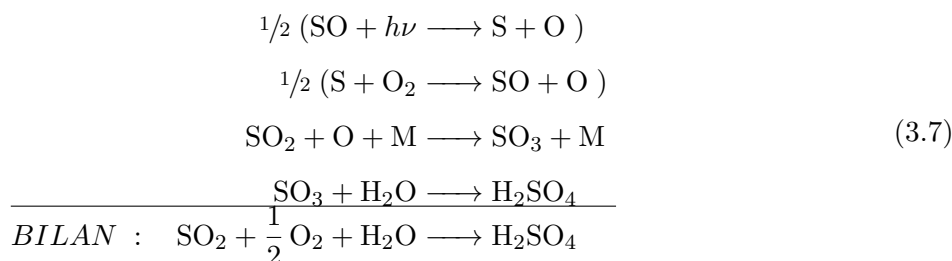 1/2 (SO + hν ⟶ S + O )
1/2 (S + O₂ ⟶ SO + O )
SO₂ + O + M ⟶ SO₃ + M
(3.7)
SO₃ + H₂O ⟶ H₂SO₄
BILAN : SO₂ + 1/2 O₂ + H₂O ⟶ H₂SO₄